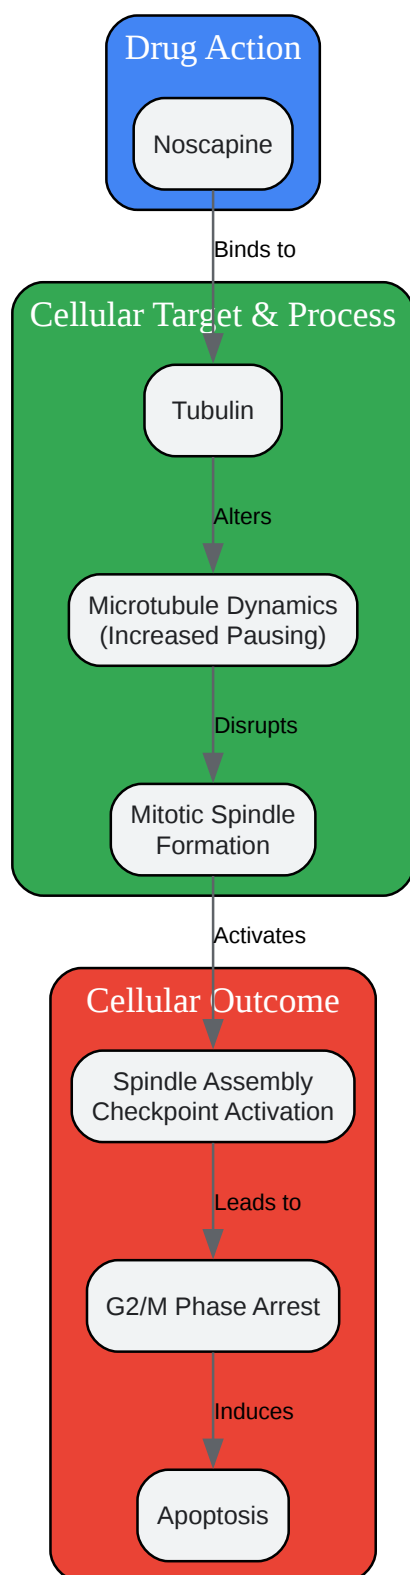 Drug Action
Noscapine
Binds to
Cellular Target & Process
Tubulin
Alters
Microtubule Dynamics
(Increased Pausing)
Disrupts
Mitotic Spindle
Formation
Activates
Cellular Outcome
Spindle Assembly
Checkpoint Activation
Leads to
G2/M Phase Arrest
Induces
Apoptosis